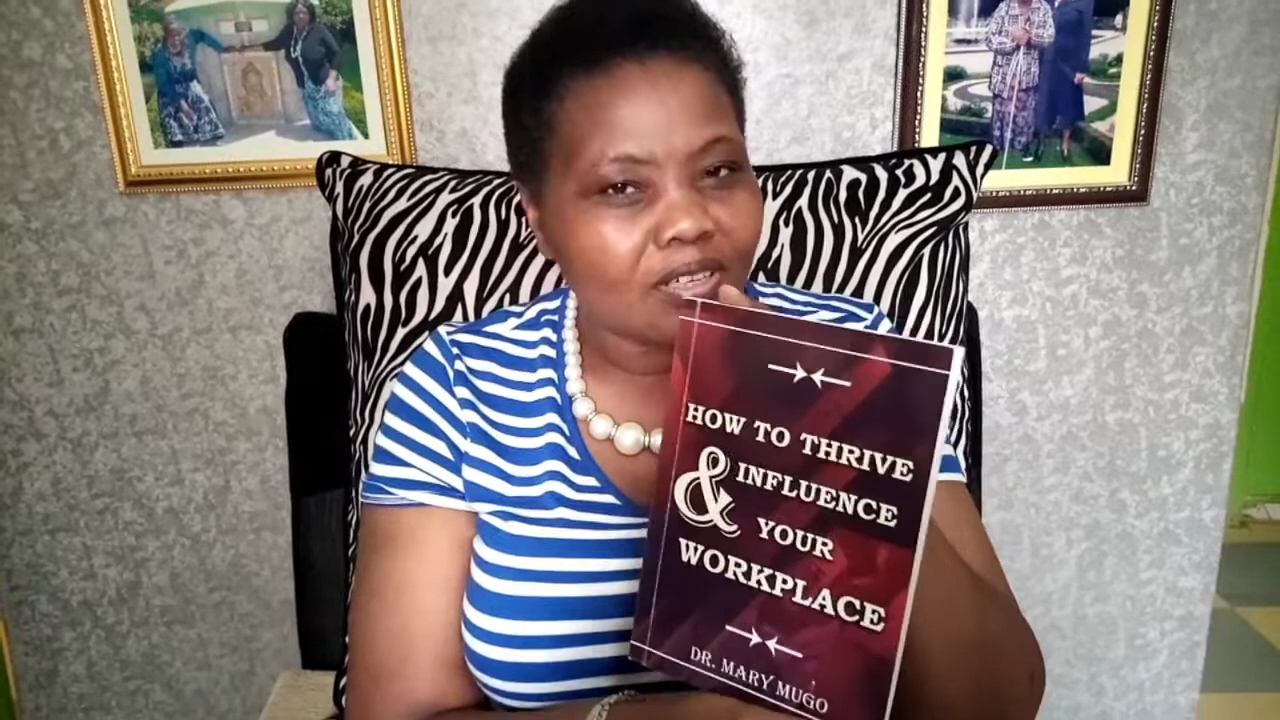 HOW TO THRIVE
& INFLUENCE
YOUR
WORKPLACE
DR. MARY MUGO